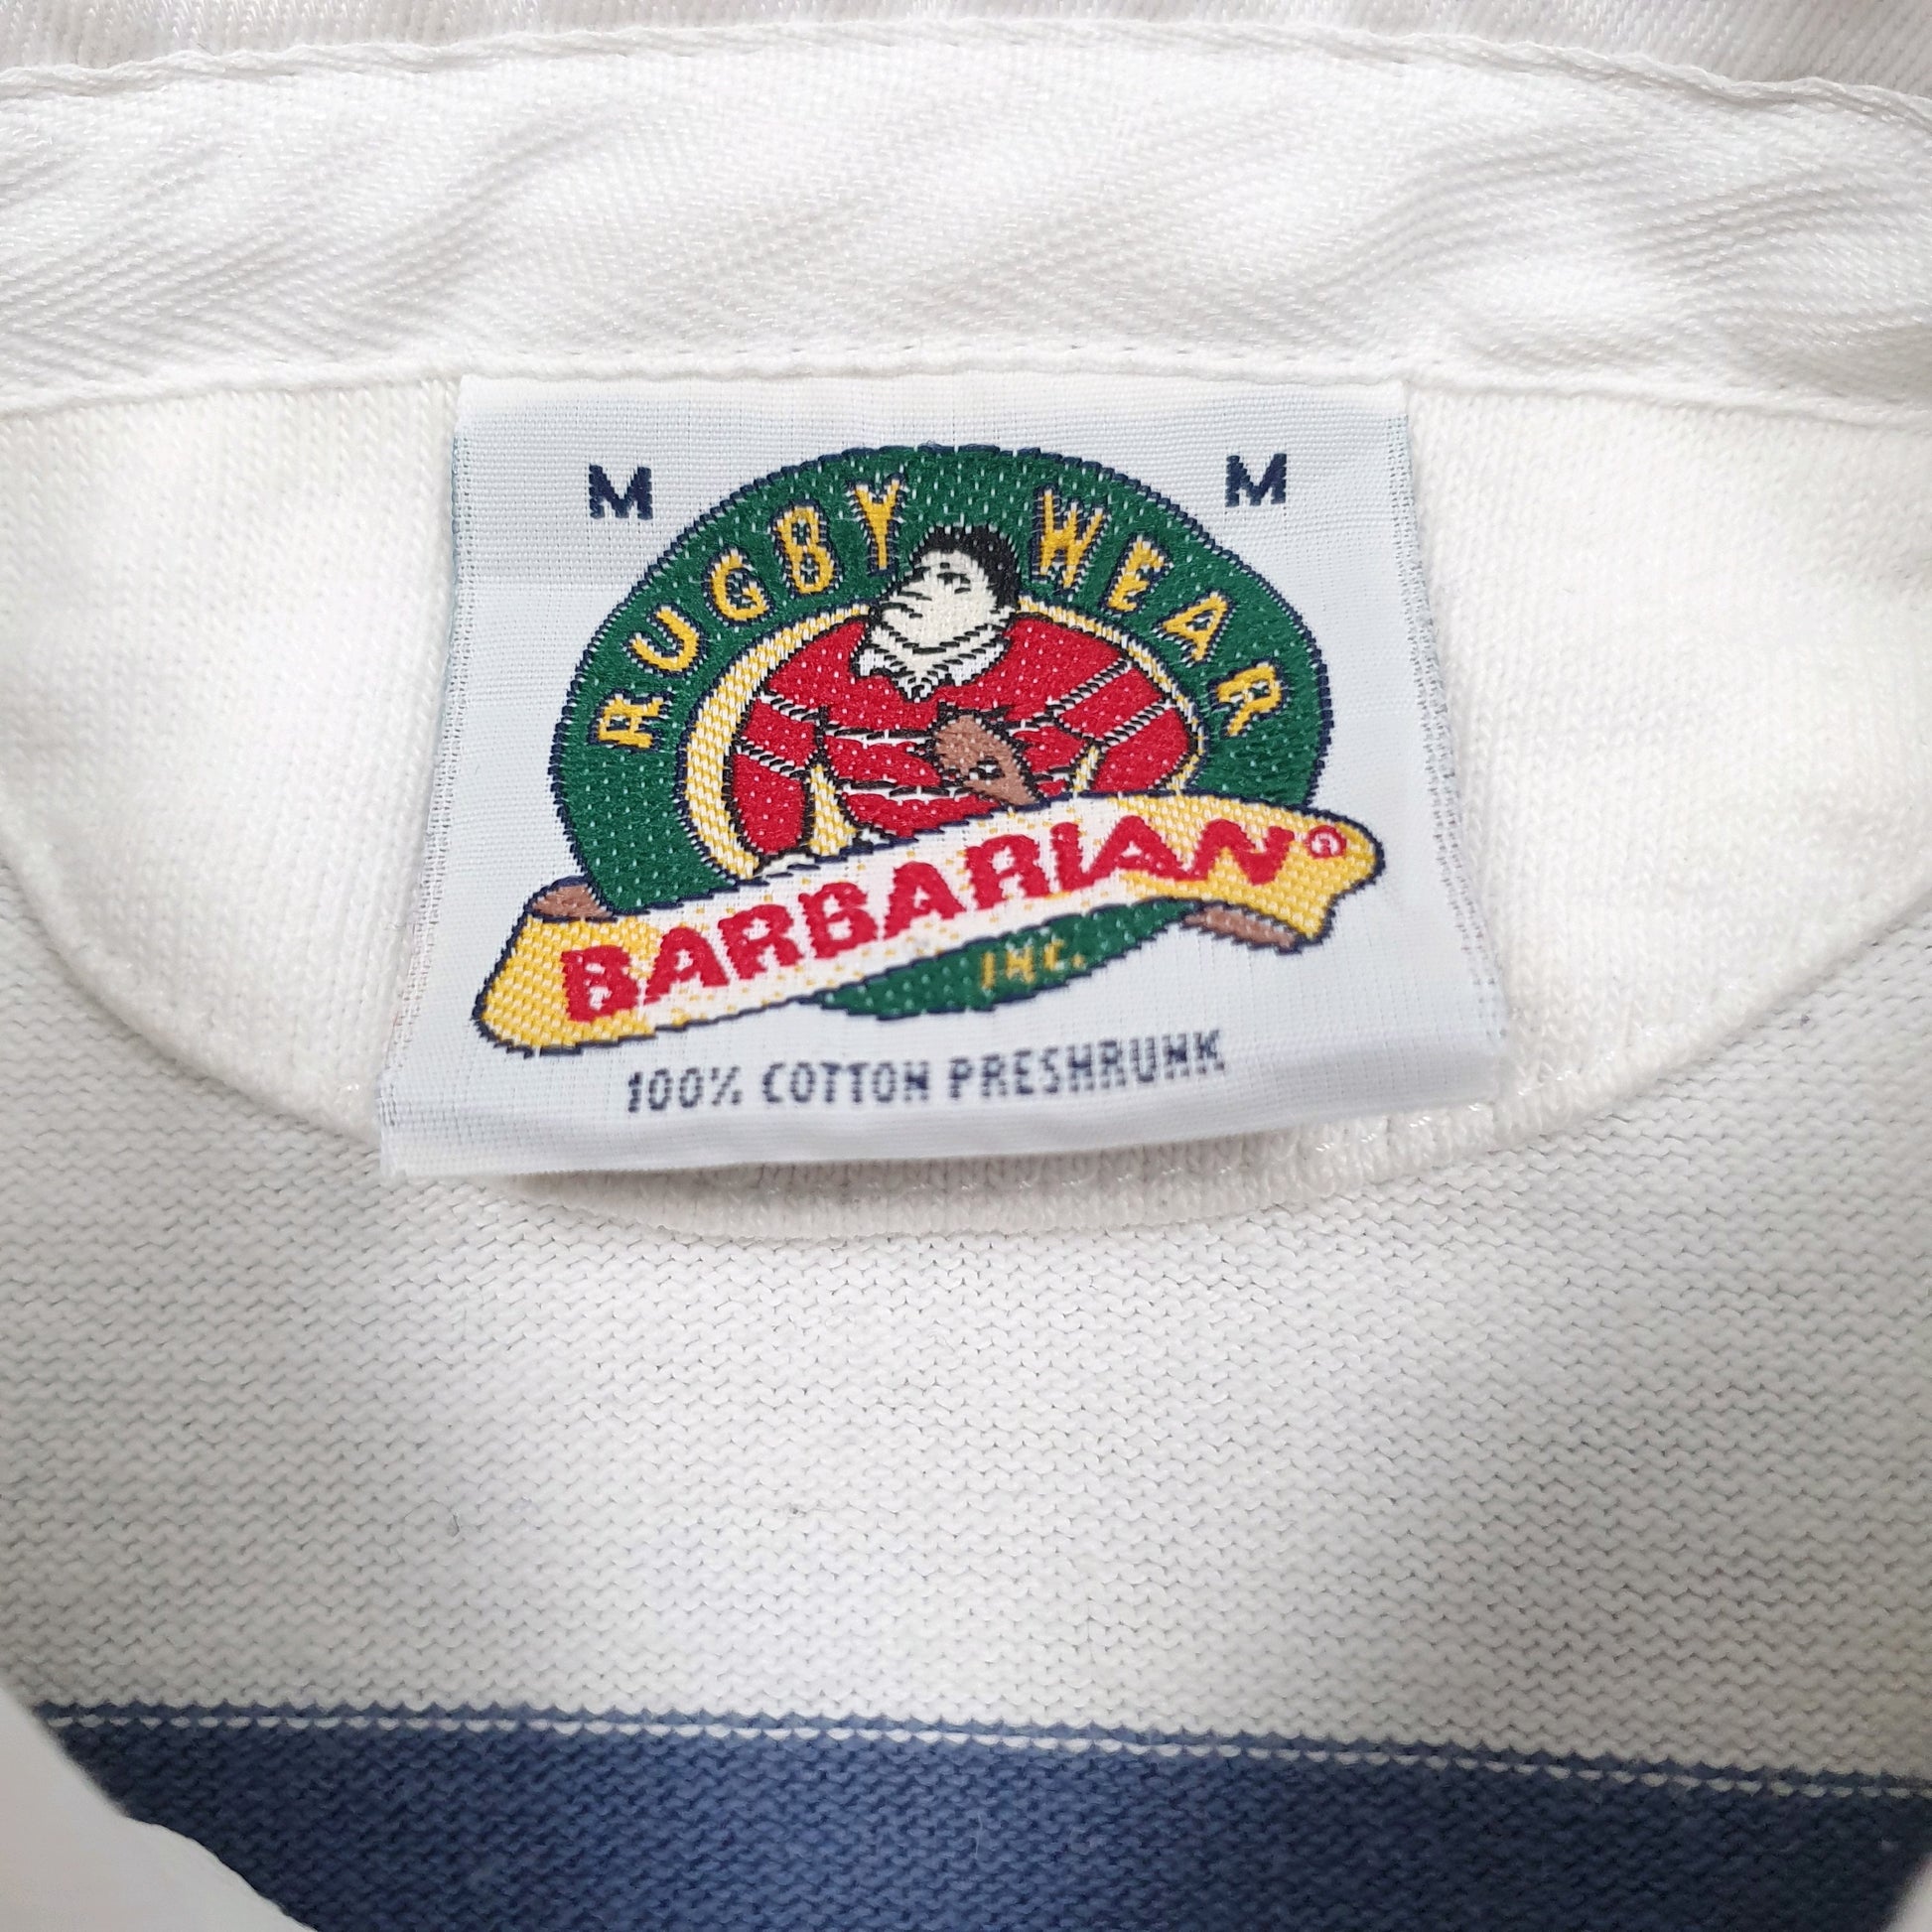 M M
RUGBY WEAR
BARBARIAN®
INC.
100% COTTON PRESHRUNK